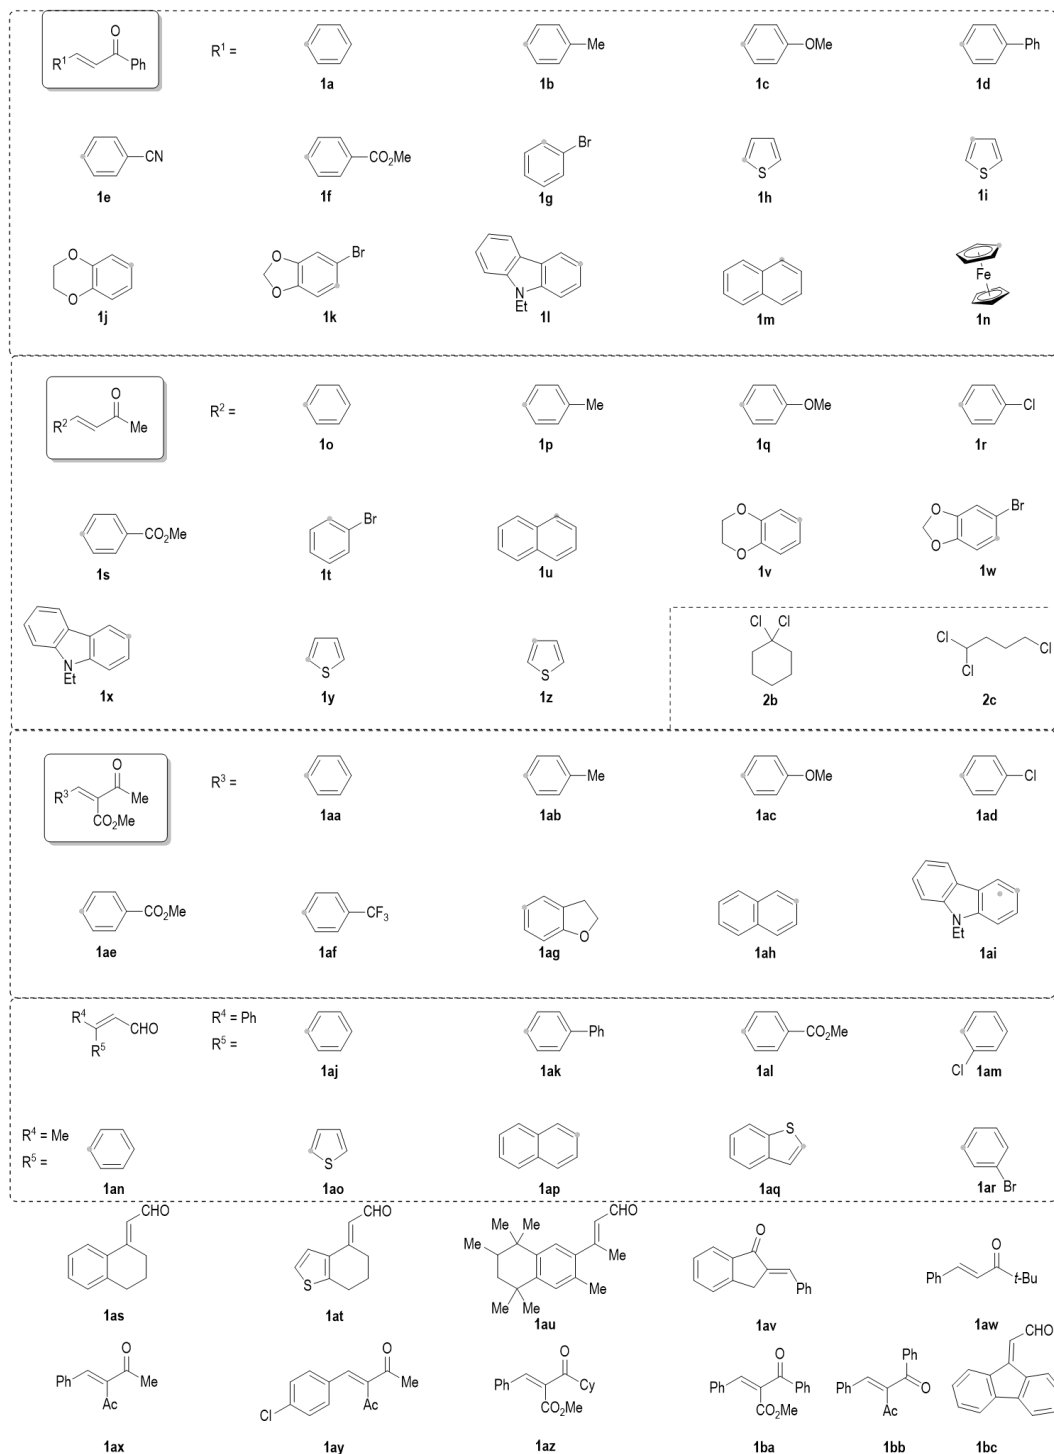 O
R¹ Ph
R¹ =
1a
Me
1b
OMe
1c
Ph
1d
CN
1e
CO₂Me
1f
Br
1g
S
1h
S
1i
O
O
1j
O
O
Br
1k
N
Et
1l
1m
Fe
1n
O
R² Me
R² =
1o
Me
1p
OMe
1q
Cl
1r
CO₂Me
1s
Br
1t
1u
O
O
1v
O
O
Br
1w
N
Et
1x
S
1y
S
1z
Cl Cl
2b
Cl
Cl
Cl
2c
O
R³ Me
CO₂Me
R³ =
1aa
Me
1ab
OMe
1ac
Cl
1ad
CO₂Me
1ae
CF₃
1af
O
1ag
1ah
N
Et
1ai
R⁴ CHO
R⁵
R⁴ = Ph
R⁵ =
1aj
Ph
1ak
CO₂Me
1al
Cl
1am
R⁴ = Me
R⁵ =
1an
S
1ao
1ap
S
1aq
Br
1ar
CHO
1as
CHO
S
1at
Me Me CHO
Me
Me
Me
Me Me
1au
O
Ph
1av
O
Ph t-Bu
1aw
O
Ph Me
Ac
1ax
O
Me
Cl Ac
1ay
O
Ph Cy
CO₂Me
1az
O
Ph Ph
CO₂Me
1ba
Ph
Ph O
Ac
1bb
CHO
1bc